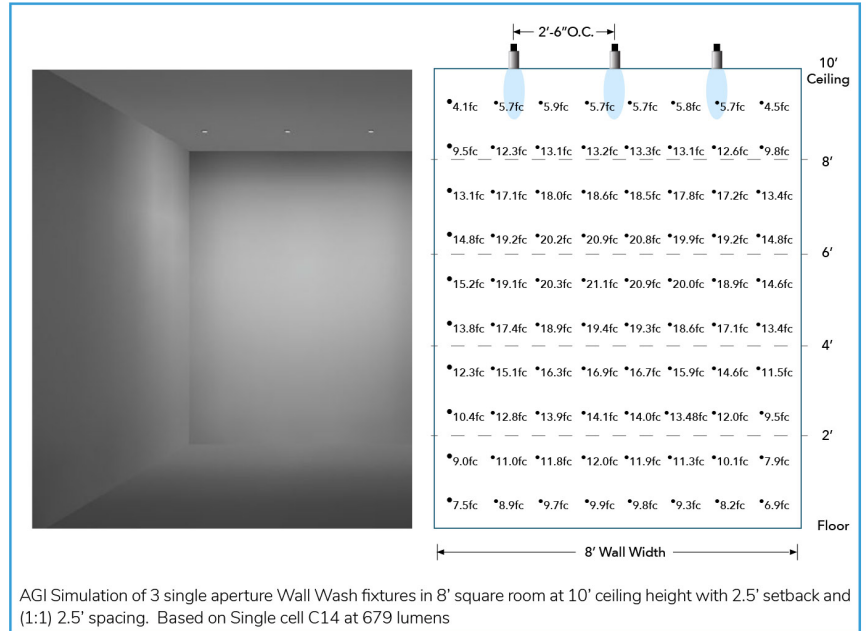 2'-6"O.C.
10'
Ceiling
4.1fc 5.7fc 5.9fc 5.7fc 5.7fc 5.8fc 5.7fc 4.5fc
9.5fc 12.3fc 13.1fc 13.2fc 13.3fc 13.1fc 12.6fc 9.8fc
8'
13.1fc 17.1fc 18.0fc 18.6fc 18.5fc 17.8fc 17.2fc 13.4fc
14.8fc 19.2fc 20.2fc 20.9fc 20.8fc 19.9fc 19.2fc 14.8fc
6'
15.2fc 19.1fc 20.3fc 21.1fc 20.9fc 20.0fc 18.9fc 14.6fc
13.8fc 17.4fc 18.9fc 19.4fc 19.3fc 18.6fc 17.1fc 13.4fc
4'
12.3fc 15.1fc 16.3fc 16.9fc 16.7fc 15.9fc 14.6fc 11.5fc
10.4fc 12.8fc 13.9fc 14.1fc 14.0fc 13.48fc 12.0fc 9.5fc
2'
9.0fc 11.0fc 11.8fc 12.0fc 11.9fc 11.3fc 10.1fc 7.9fc
7.5fc 8.9fc 9.7fc 9.9fc 9.8fc 9.3fc 8.2fc 6.9fc
Floor
8' Wall Width
AGI Simulation of 3 single aperture Wall Wash fixtures in 8' square room at 10' ceiling height with 2.5' setback and
(1:1) 2.5' spacing. Based on Single cell C14 at 679 lumens